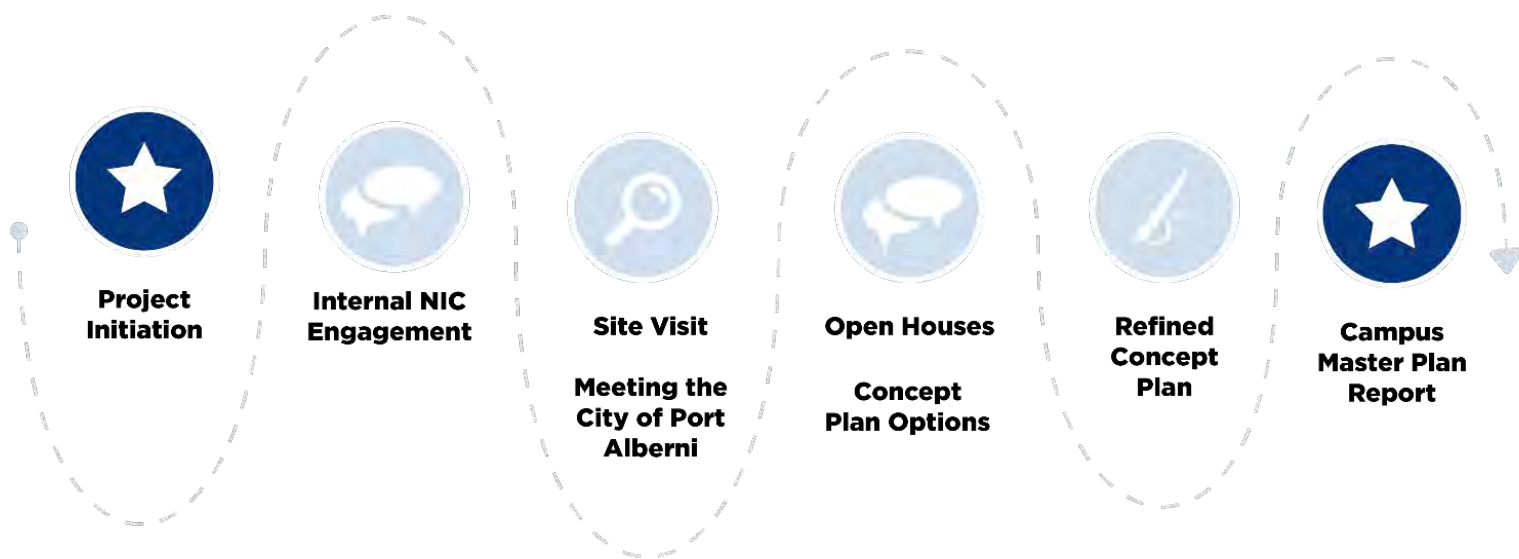 Project
Initiation
Internal NIC
Engagement
Site Visit
Meeting the
City of Port
Alberni
Open Houses
Concept
Plan Options
Refined
Concept
Plan
Campus
Master Plan
Report